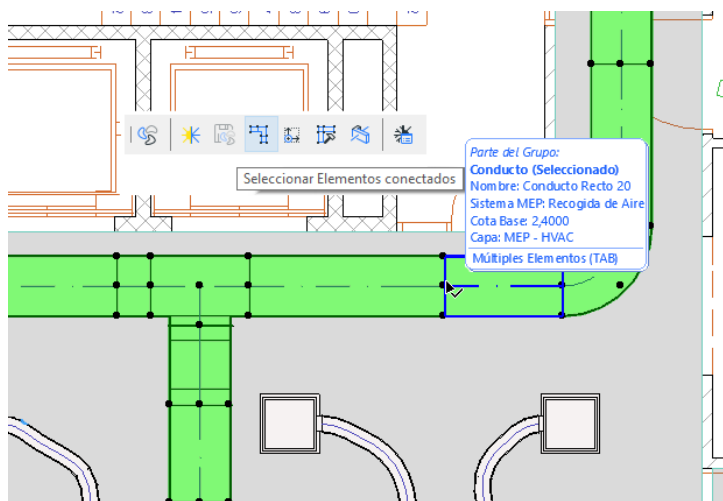 Seleccionar Elementos conectados
Parte del Grupo:
Conducto (Seleccionado)
Nombre: Conducto Recto 20
Sistema MEP: Recogida de Aire
Cota Base: 2,4000
Capa: MEP - HVAC
Múltiples Elementos (TAB)